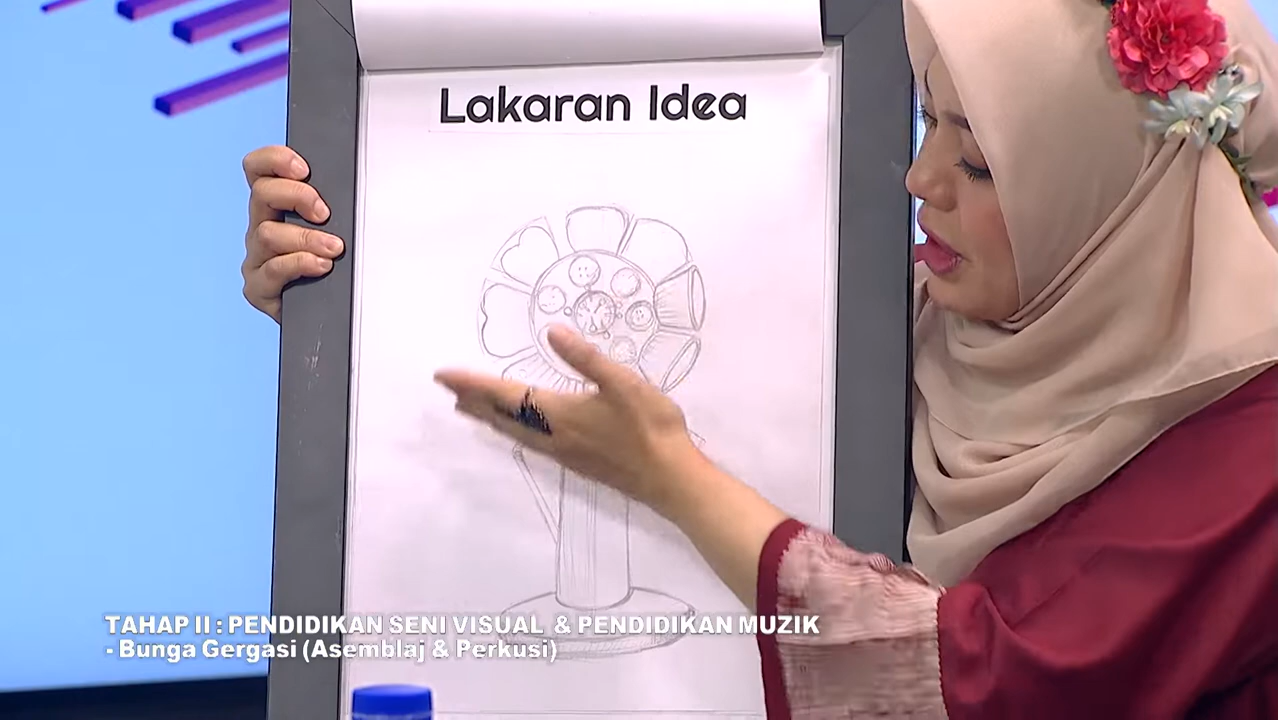 Lakaran Idea
TAHAP II : PENDIDIKAN SENI VISUAL & PENDIDIKAN MUZIK
- Bunga Gergasi (Asemblaj & Perkusi)